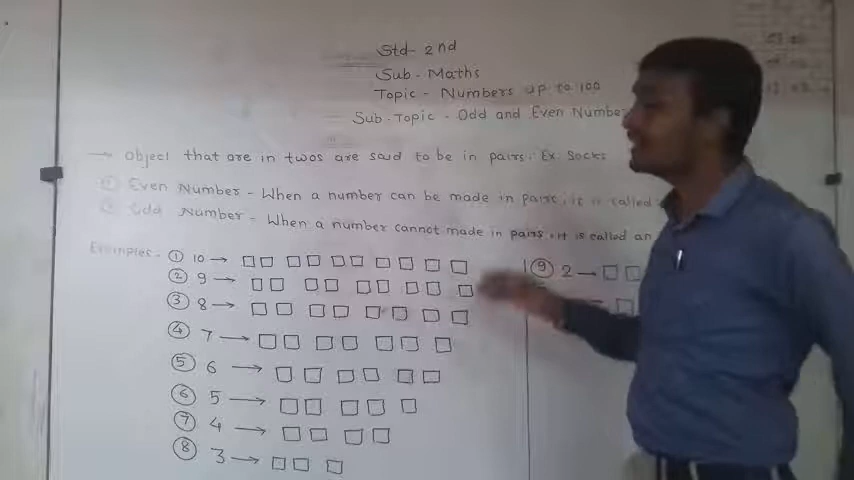 Std- 2nd
Sub - Maths
Topic - Numbers up to 100
Sub-Topic - Odd and Even Number
→ Object that are in twos are said to be in pairs. Ex. Socks
① Even Number - When a number can be made in pairs, it is called
② Odd Number - When a number cannot made in pairs, it is called an
Examples -
① 10 →
② 9 →
③ 8 →
④ 7 →
⑤ 6 →
⑥ 5 →
⑦ 4 →
⑧ 3 →
⑨ 2 →